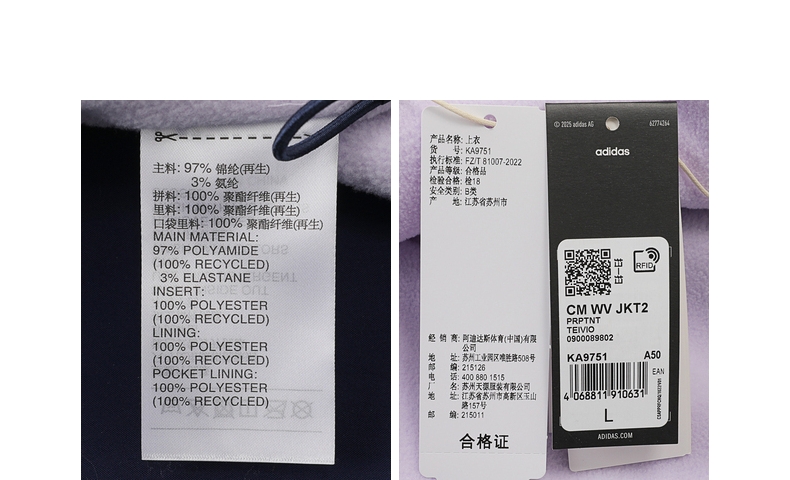 主料: 97% 锦纶(再生)
3% 氨纶
拼料: 100% 聚酯纤维(再生)
里料: 100% 聚酯纤维(再生)
口袋里料: 100% 聚酯纤维(再生)
MAIN MATERIAL:
97% POLYAMIDE
(100% RECYCLED)
3% ELASTANE
INSERT:
100% POLYESTER
(100% RECYCLED)
LINING:
100% POLYESTER
(100% RECYCLED)
POCKET LINING:
100% POLYESTER
(100% RECYCLED)
产品名称: 上衣
货 号: KA9751
执行标准: FZ/T 81007-2022
产品等级: 合格品
检验合格: 检18
安全类别: B类
产 地: 江苏省苏州市
经 销 商: 阿迪达斯体育(中国)有限
公司
地 址: 苏州工业园区唯胜路508号
邮 编: 215126
电 话: 400 880 1515
厂 名: 苏州天源服装有限公司
地 址: 江苏省苏州市高新区玉山
路157号
邮 编: 215011
合格证
© 2025 adidas AG
62774264
adidas
RFID
CM WV JKT2
PRPTNT
TEIVIO
0900089802
KA9751 A50
EAN
4 068811 910631
L
ADIDAS.COM